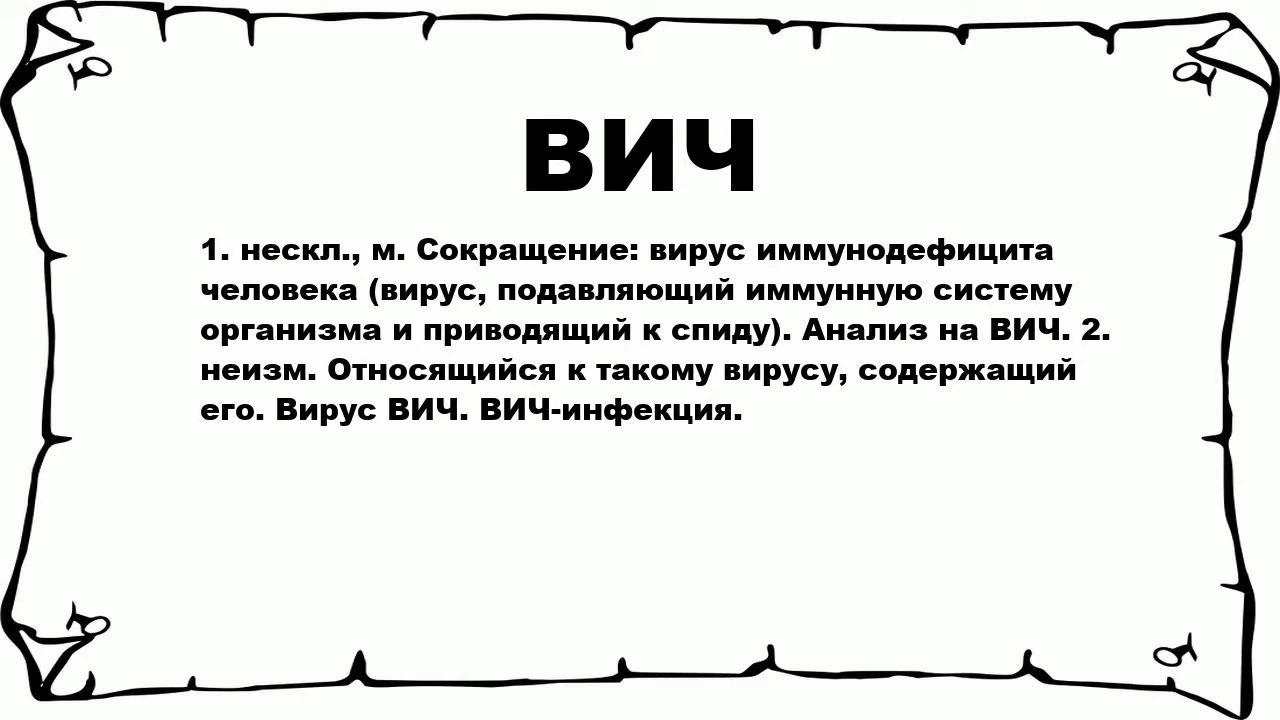 ВИЧ
1. нескл., м. Сокращение: вирус иммунодефицита
человека (вирус, подавляющий иммунную систему
организма и приводящий к спиду). Анализ на ВИЧ. 2.
неизм. Относящийся к такому вирусу, содержащий
его. Вирус ВИЧ. ВИЧ-инфекция.